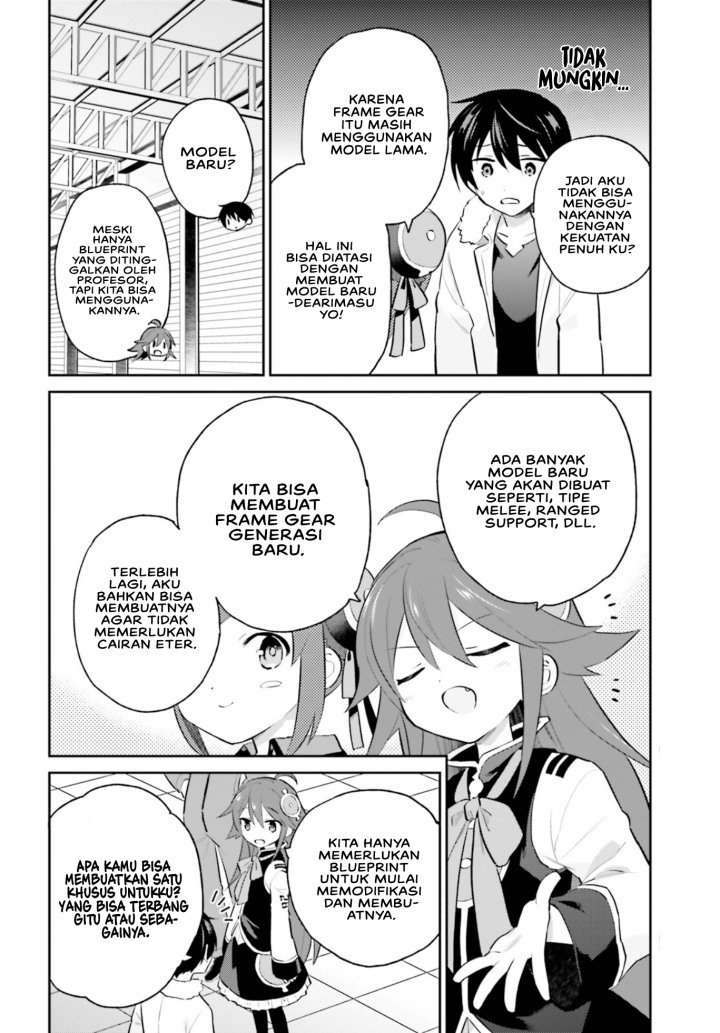 TIDAK
MUNGKIN...
JADI AKU TIDAK
BISA MENGGU-
NAKANNYA
DENGAN
KEKUATAN
PENUH KU?
KARENA
FRAME GEAR
ITU MASIH
MENGGUNAKAN
MODEL LAMA.
HAL INI
BISA DIATASI
DENGAN
MEMBUAT
MODEL BARU
-DEARIMASU
YO!
MODEL
BARU?
MESKI
HANYA
BLUEPRINT
YANG DITING-
GALKAN OLEH
PROFESOR,
TAPI KITA BISA
MENGGUNA-
KANNYA.
ADA BANYAK
MODEL BARU
YANG AKAN DIBUAT
SEPERTI, TIPE
MELEE, RANGED
SUPPORT, DLL.
KITA BISA
MEMBUAT
FRAME GEAR
GENERASI
BARU.
TERLEBIH
LAGI, AKU
BAHKAN BISA
MEMBUATNYA
AGAR TIDAK
MEMERLUKAN
CAIRAN ETER.
KITA HANYA
MEMERLUKAN
BLUEPRINT
UNTUK MULAI
MEMODIFIKASI
DAN MEMBU-
ATNYA.
APA KAMU BISA
MEMBUATKAN SATU
KHUSUS UNTUKKU?
YANG BISA TERBANG
GITU ATAU SEBA-
GAINYA.